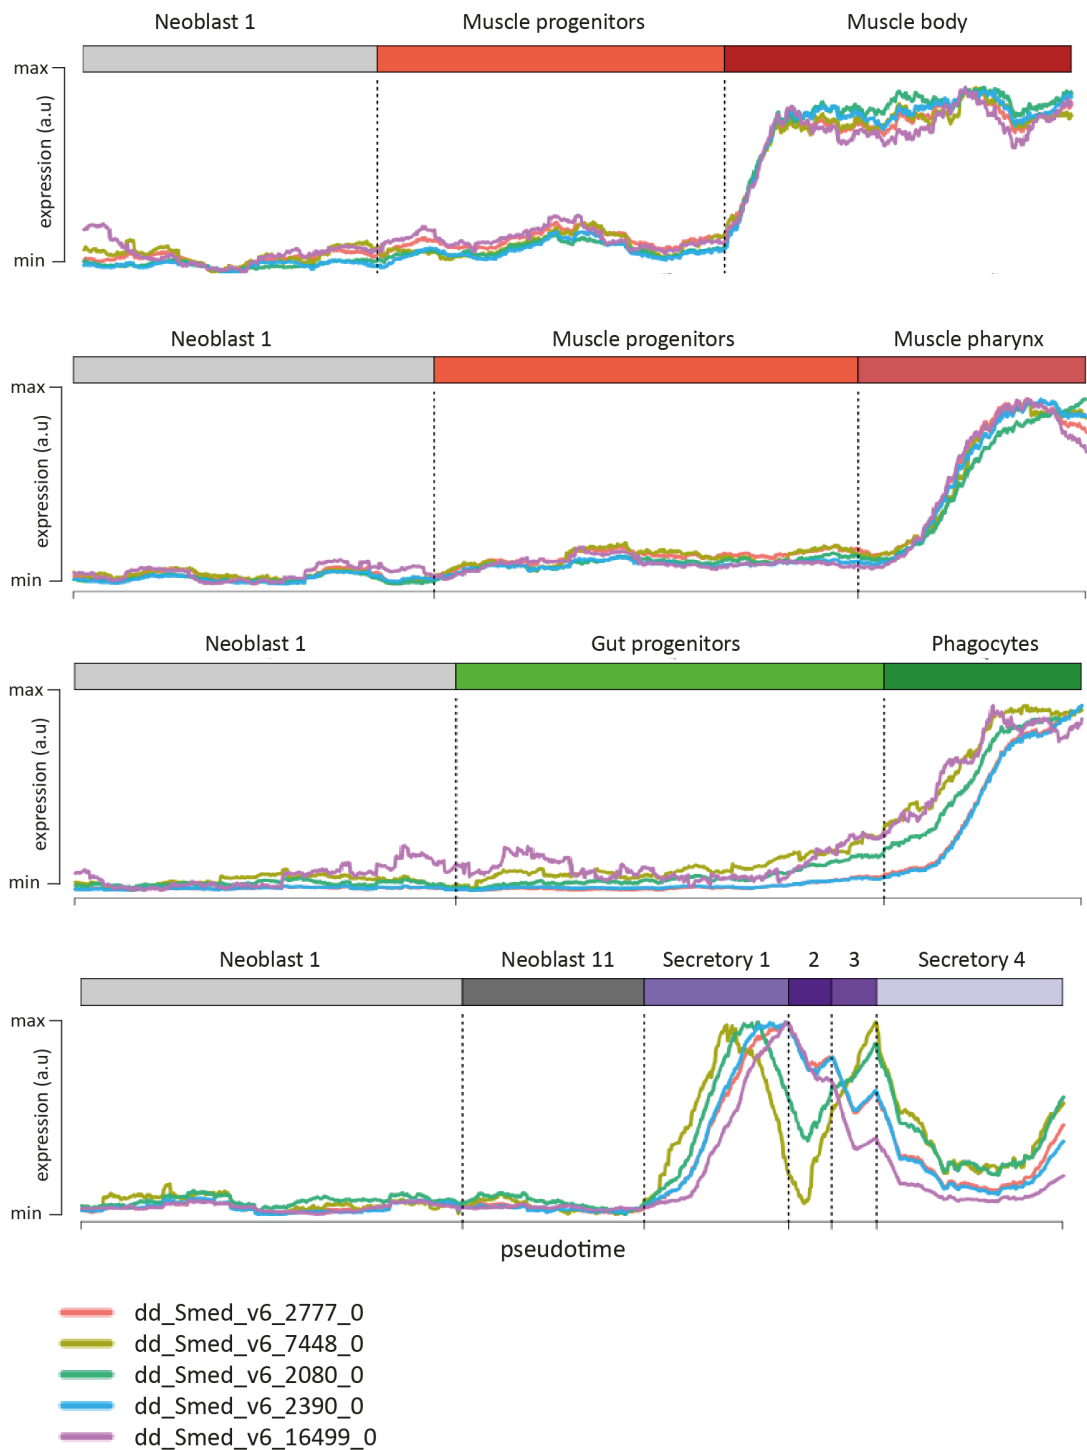 Neoblast 1 Muscle progenitors Muscle body
max
expression (a.u)
min
Neoblast 1 Muscle progenitors Muscle pharynx
max
expression (a.u)
min
Neoblast 1 Gut progenitors Phagocytes
max
expression (a.u)
min
Neoblast 1 Neoblast 11 Secretory 1 2 3 Secretory 4
max
expression (a.u)
min
pseudotime
dd_Smed_v6_2777_0
dd_Smed_v6_7448_0
dd_Smed_v6_2080_0
dd_Smed_v6_2390_0
dd_Smed_v6_16499_0